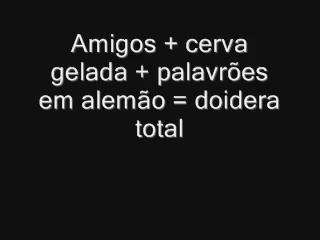 Amigos + cerva
gelada + palavrões
em alemão = doidera
total